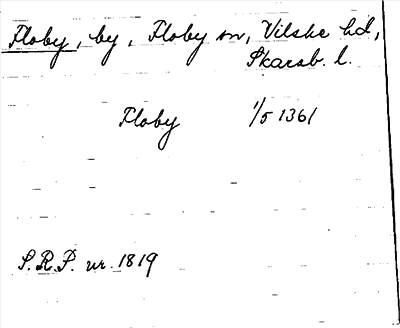 Floby, by, Floby sn, Vilske hd,
Skarab. l.
Floby 1/5 1361
S.R.P. nr. 1819